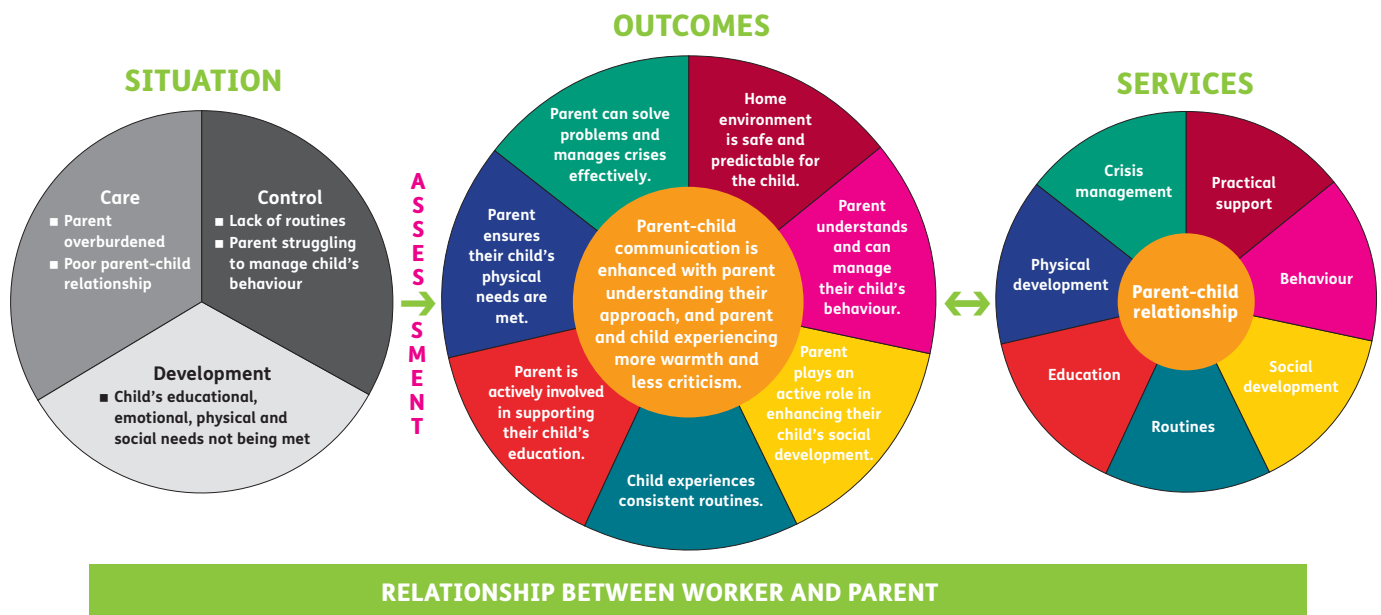 SITUATION
Care
■ Parent
overburdened
■ Poor parent-child
relationship
Control
■ Lack of routines
■ Parent struggling
to manage child’s
behaviour
Development
■ Child’s educational,
emotional, physical and
social needs not being met
ASSESSMENT
OUTCOMES
Parent can solve
problems and
manages crises
effectively.
Home
environment
is safe and
predictable for
the child.
Parent
understands
and can
manage
their child’s
behaviour.
Parent
plays an
active role in
enhancing their
child’s social
development.
Child experiences
consistent routines.
Parent is
actively involved
in supporting
their child’s
education.
Parent
ensures
their child’s
physical
needs are
met.
Parent-child
communication is
enhanced with parent
understanding their
approach, and parent
and child experiencing
more warmth and
less criticism.
SERVICES
Crisis
management
Practical
support
Behaviour
Social
development
Routines
Education
Physical
development
Parent-child
relationship
RELATIONSHIP BETWEEN WORKER AND PARENT